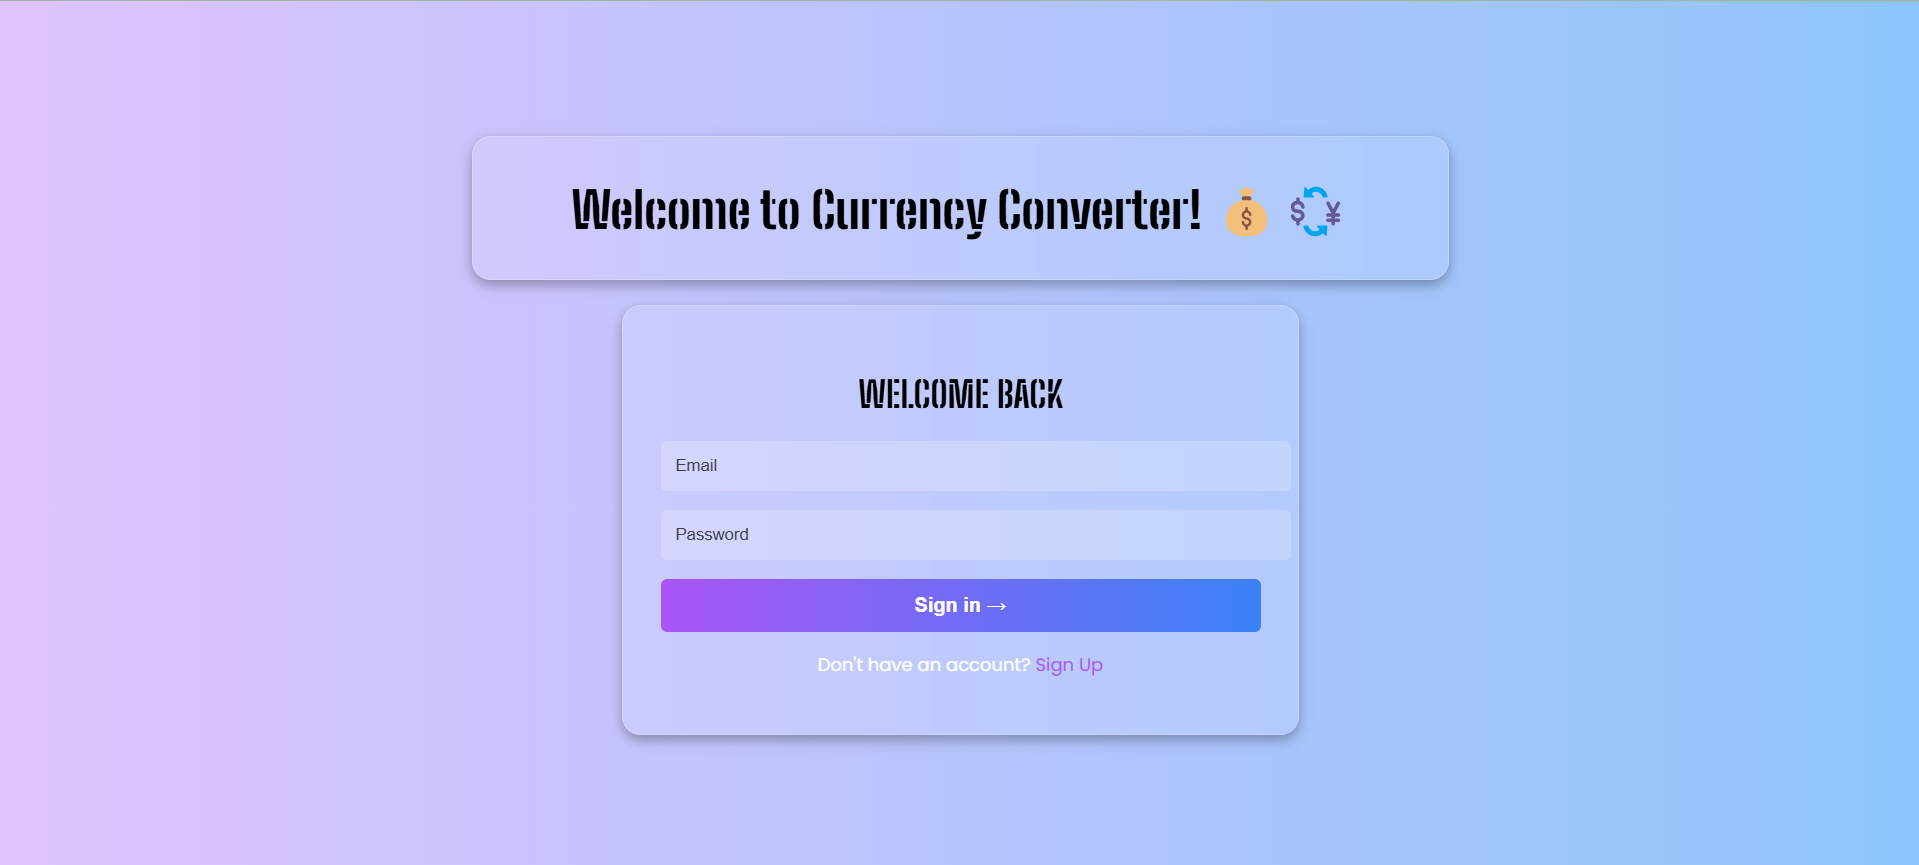 Welcome to Currency Converter! 💰 💱
WELCOME BACK
Email
Password
Sign in →
Don't have an account? Sign Up